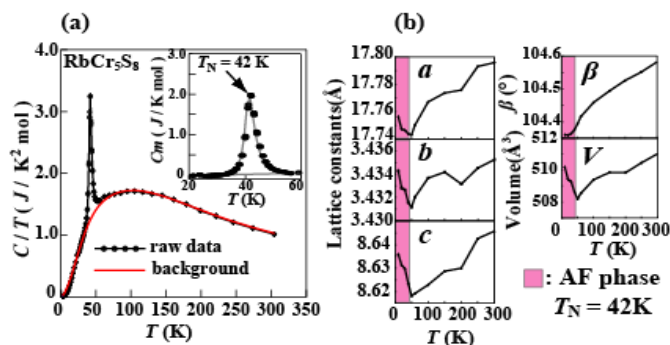 (a)
RbCr5S8
C/T ( J / K² mol )
4.0
3.0
2.0
1.0
0
0 50 100 150 200 250 300 350
T (K)
raw data
background
TN = 42 K
Cm ( J / K mol )
3.0
2.0
1.0
0.0
20 40 60
T (K)
(b)
Lattice constants(Å)
17.80
17.78
17.76
17.74
a
3.436
3.434
3.432
3.430
b
8.64
8.63
8.62
c
0 100 200 300
T (K)
β (°)
104.6
104.5
104.4
β
Volume(Å³)
512
510
508
V
0 100 200 300
T (K)
: AF phase
TN = 42K